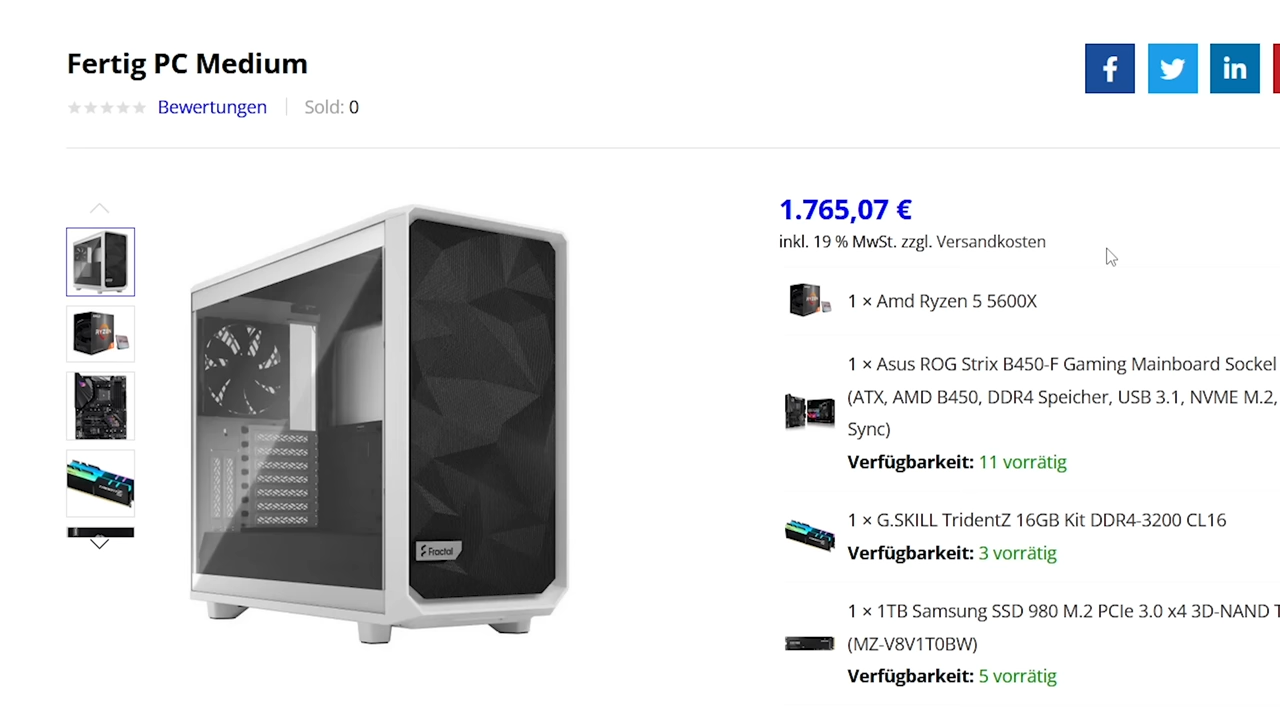 Fertig PC Medium
Bewertungen Sold: 0
1.765,07 €
inkl. 19 % MwSt. zzgl. Versandkosten
1 × Amd Ryzen 5 5600X
1 × Asus ROG Strix B450-F Gaming Mainboard Sockel
(ATX, AMD B450, DDR4 Speicher, USB 3.1, NVME M.2,
Sync)
Verfügbarkeit: 11 vorrätig
1 × G.SKILL TridentZ 16GB Kit DDR4-3200 CL16
Verfügbarkeit: 3 vorrätig
1 × 1TB Samsung SSD 980 M.2 PCIe 3.0 x4 3D-NAND T
(MZ-V8V1T0BW)
Verfügbarkeit: 5 vorrätig
Fractal
RYZEN